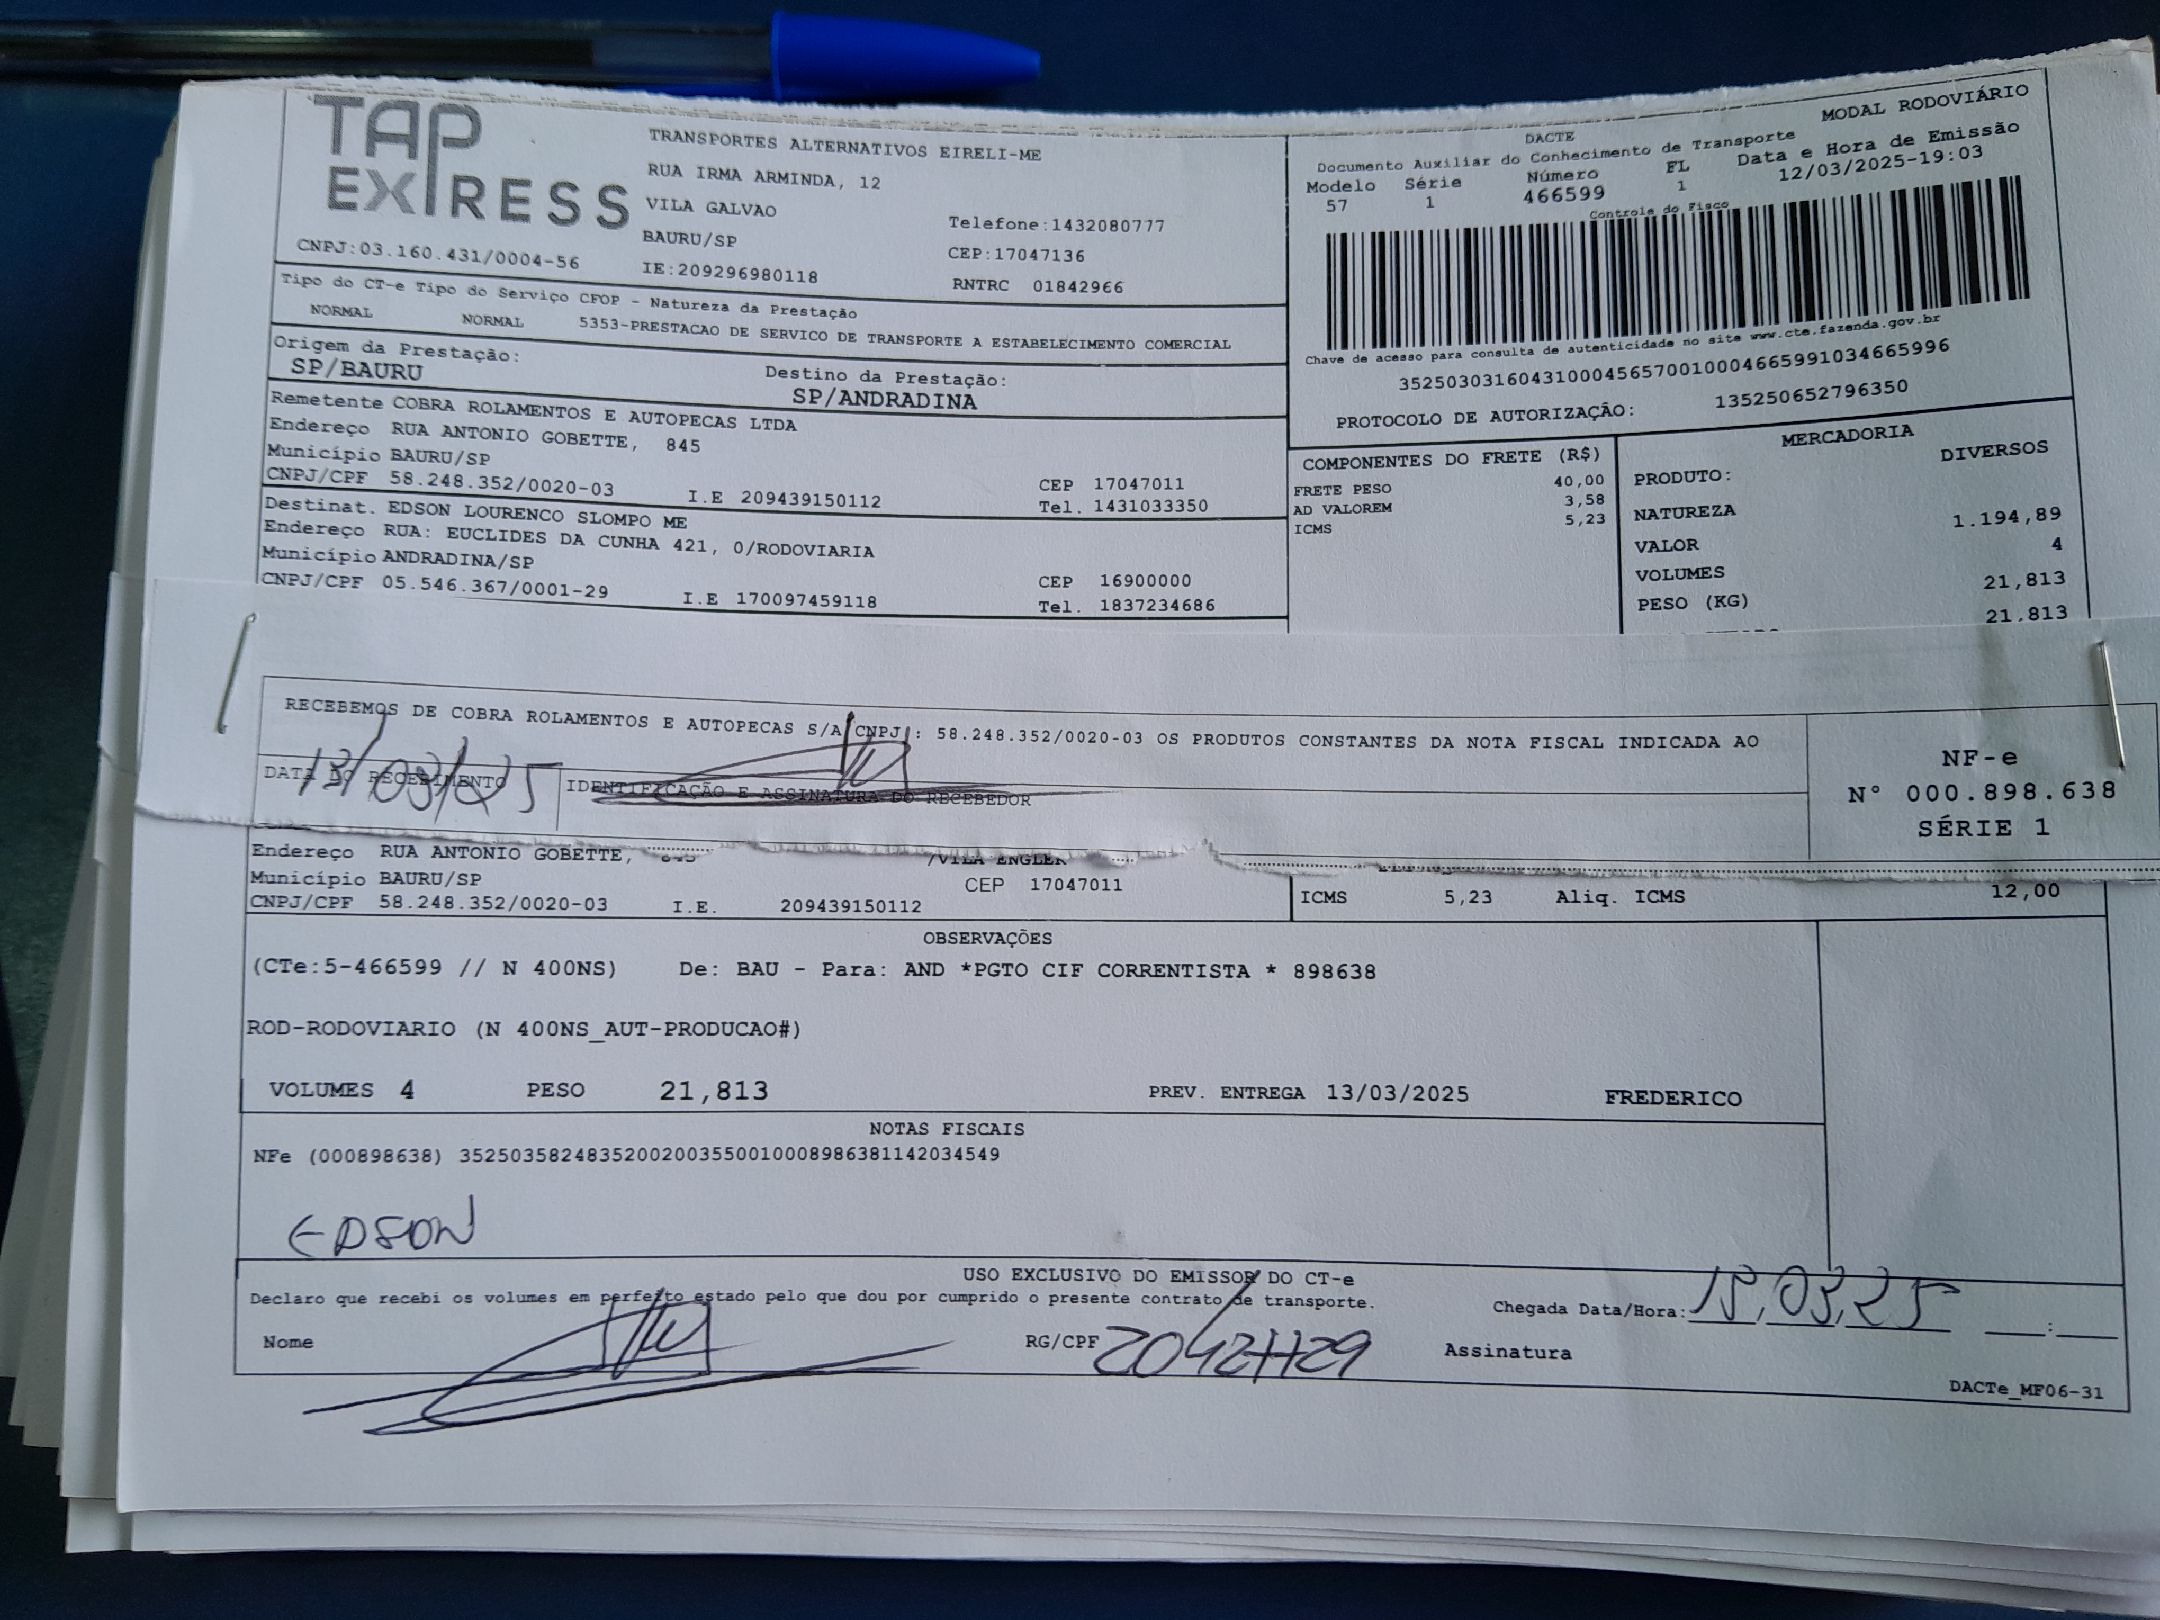 TAP EXPRESS
TRANSPORTES ALTERNATIVOS EIRELI-ME
RUA IRMA ARMINDA, 12
VILA GALVAO
BAURU/SP
Telefone:1432080777
CEP:17047136
CNPJ:03.160.431/0004-56
IE:209296980118
RNTRC 01842966
DACTE
MODAL RODOVIÁRIO
Documento Auxiliar do Conhecimento de Transporte
Modelo Série Número FL Data e Hora de Emissão
57 1 466599 1 12/03/2025-19:03
Controle do Fisco
Chave de acesso para consulta de autenticidade no site www.cte.fazenda.gov.br
35250303160431000456570010004665991034665996
PROTOCOLO DE AUTORIZAÇÃO: 135250652796350
Tipo do CT-e Tipo do Serviço CFOP - Natureza da Prestação
NORMAL NORMAL 5353-PRESTACAO DE SERVICO DE TRANSPORTE A ESTABELECIMENTO COMERCIAL
Origem da Prestação:
SP/BAURU
Destino da Prestação:
SP/ANDRADINA
Remetente COBRA ROLAMENTOS E AUTOPECAS LTDA
Endereço RUA ANTONIO GOBETTE, 845
Município BAURU/SP
CEP 17047011
CNPJ/CPF 58.248.352/0020-03 I.E 209439150112 Tel. 1431033350
Destinat. EDSON LOURENCO SLOMPO ME
Endereço RUA: EUCLIDES DA CUNHA 421, 0/RODOVIARIA
Município ANDRADINA/SP
CEP 16900000
CNPJ/CPF 05.546.367/0001-29 I.E 170097459118 Tel. 1837234686
COMPONENTES DO FRETE (R$)
FRETE PESO 40,00
AD VALOREM 3,58
ICMS 5,23
MERCADORIA
PRODUTO: DIVERSOS
NATUREZA
VALOR 1.194,89
VOLUMES 4
PESO (KG) 21,813
21,813
RECEBEMOS DE COBRA ROLAMENTOS E AUTOPECAS S/A CNPJ : 58.248.352/0020-03 OS PRODUTOS CONSTANTES DA NOTA FISCAL INDICADA AO
DATA DO RECEBIMENTO
13/03/25
IDENTIFICAÇÃO E ASSINATURA DO RECEBEDOR
NF-e
N° 000.898.638
SÉRIE 1
Endereço RUA ANTONIO GOBETTE, 845 /VILA ENGLER
Município BAURU/SP CEP 17047011
CNPJ/CPF 58.248.352/0020-03 I.E. 209439150112
ICMS 5,23 Aliq. ICMS 12,00
OBSERVAÇÕES
(CTe:5-466599 // N 400NS) De: BAU - Para: AND *PGTO CIF CORRENTISTA * 898638
ROD-RODOVIARIO (N 400NS_AUT-PRODUCAO#)
VOLUMES 4 PESO 21,813 PREV. ENTREGA 13/03/2025 FREDERICO
NOTAS FISCAIS
NFe (000898638) 35250358248352002003550010008986381142034549
EDSON
USO EXCLUSIVO DO EMISSOR DO CT-e
Declaro que recebi os volumes em perfeito estado pelo que dou por cumprido o presente contrato de transporte.
Chegada Data/Hora: 13,03,25 :
Nome
RG/CPF
Assinatura
DACTe_MF06-31